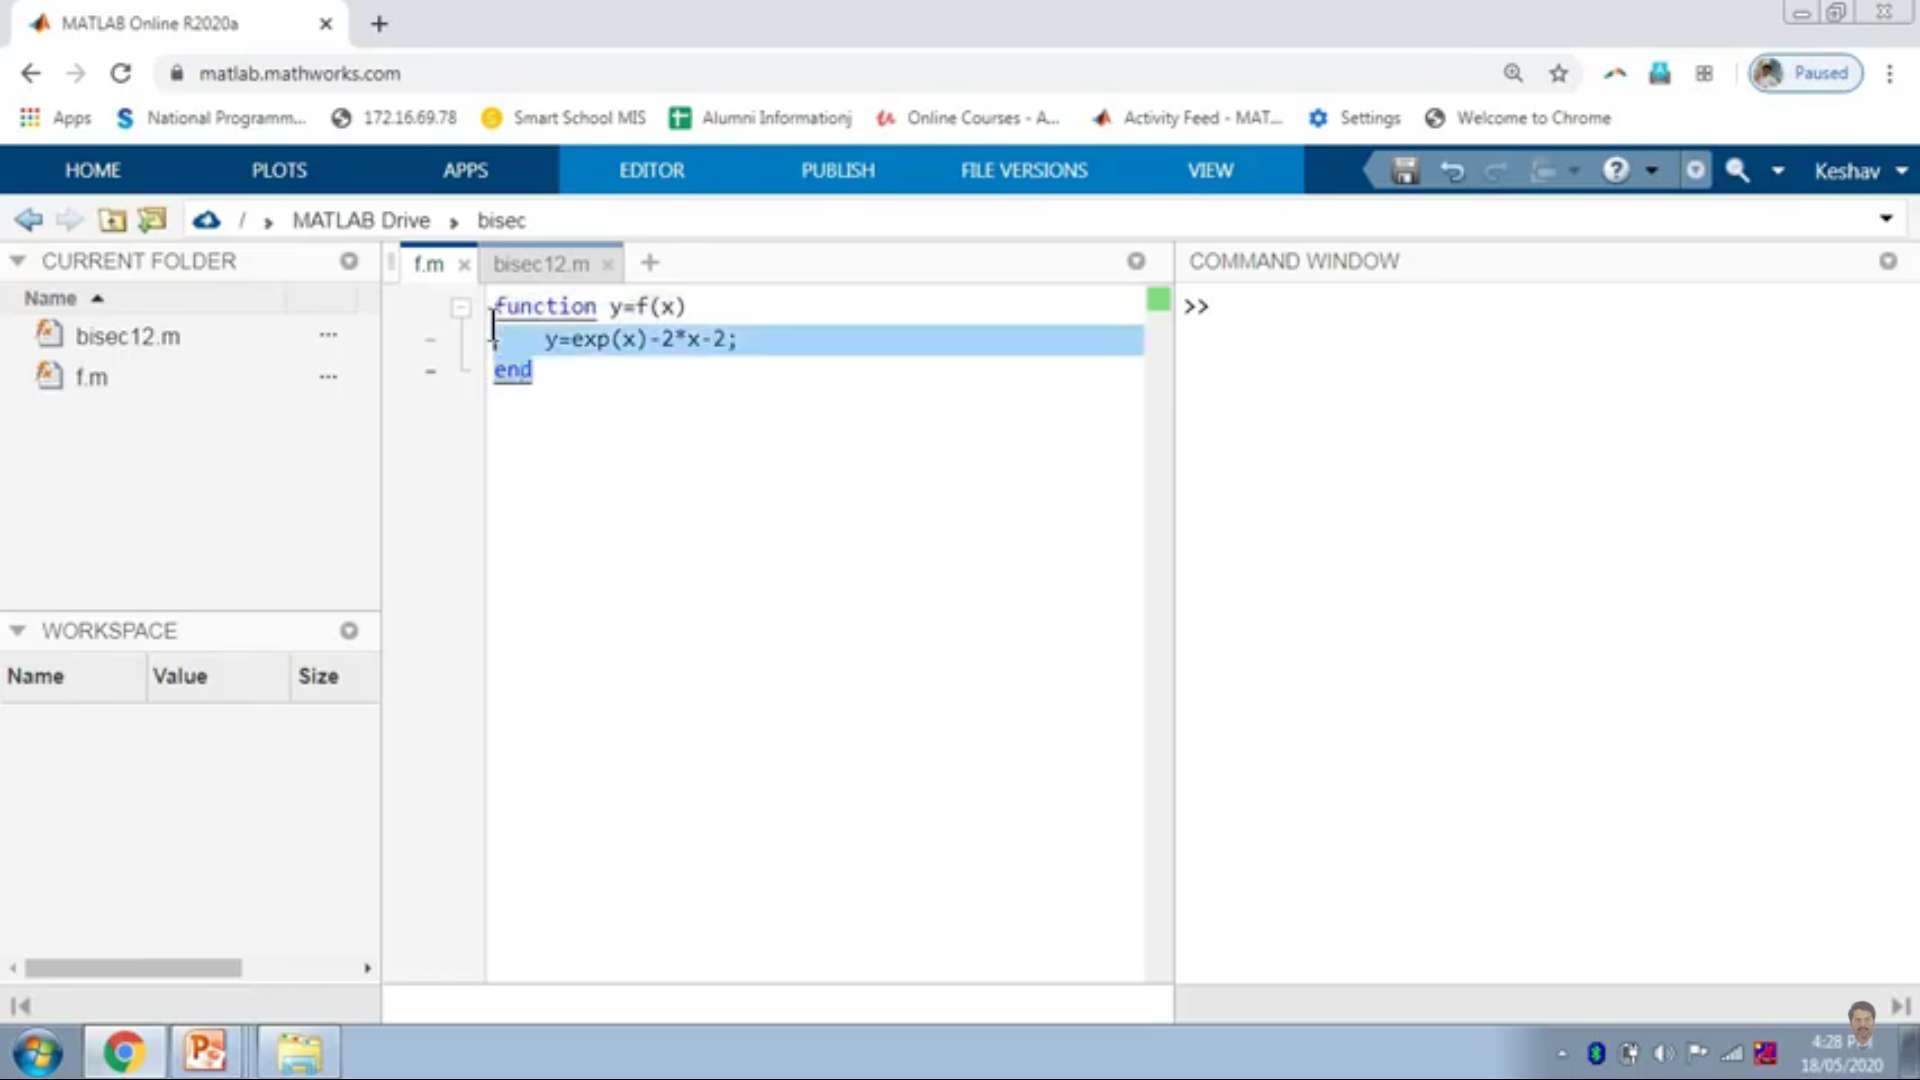 MATLAB Online R2020a
matlab.mathworks.com
Paused
Apps National Programm... 172.16.69.78 Smart School MIS Alumni Informationj Online Courses - A... Activity Feed - MAT... Settings Welcome to Chrome
HOME PLOTS APPS EDITOR PUBLISH FILE VERSIONS VIEW Keshav
/ MATLAB Drive bisec
CURRENT FOLDER
Name
bisec12.m
f.m
f.m bisec12.m
function y=f(x)
y=exp(x)-2*x-2;
end
COMMAND WINDOW
>>
WORKSPACE
Name Value Size
4:28
18/05/2020